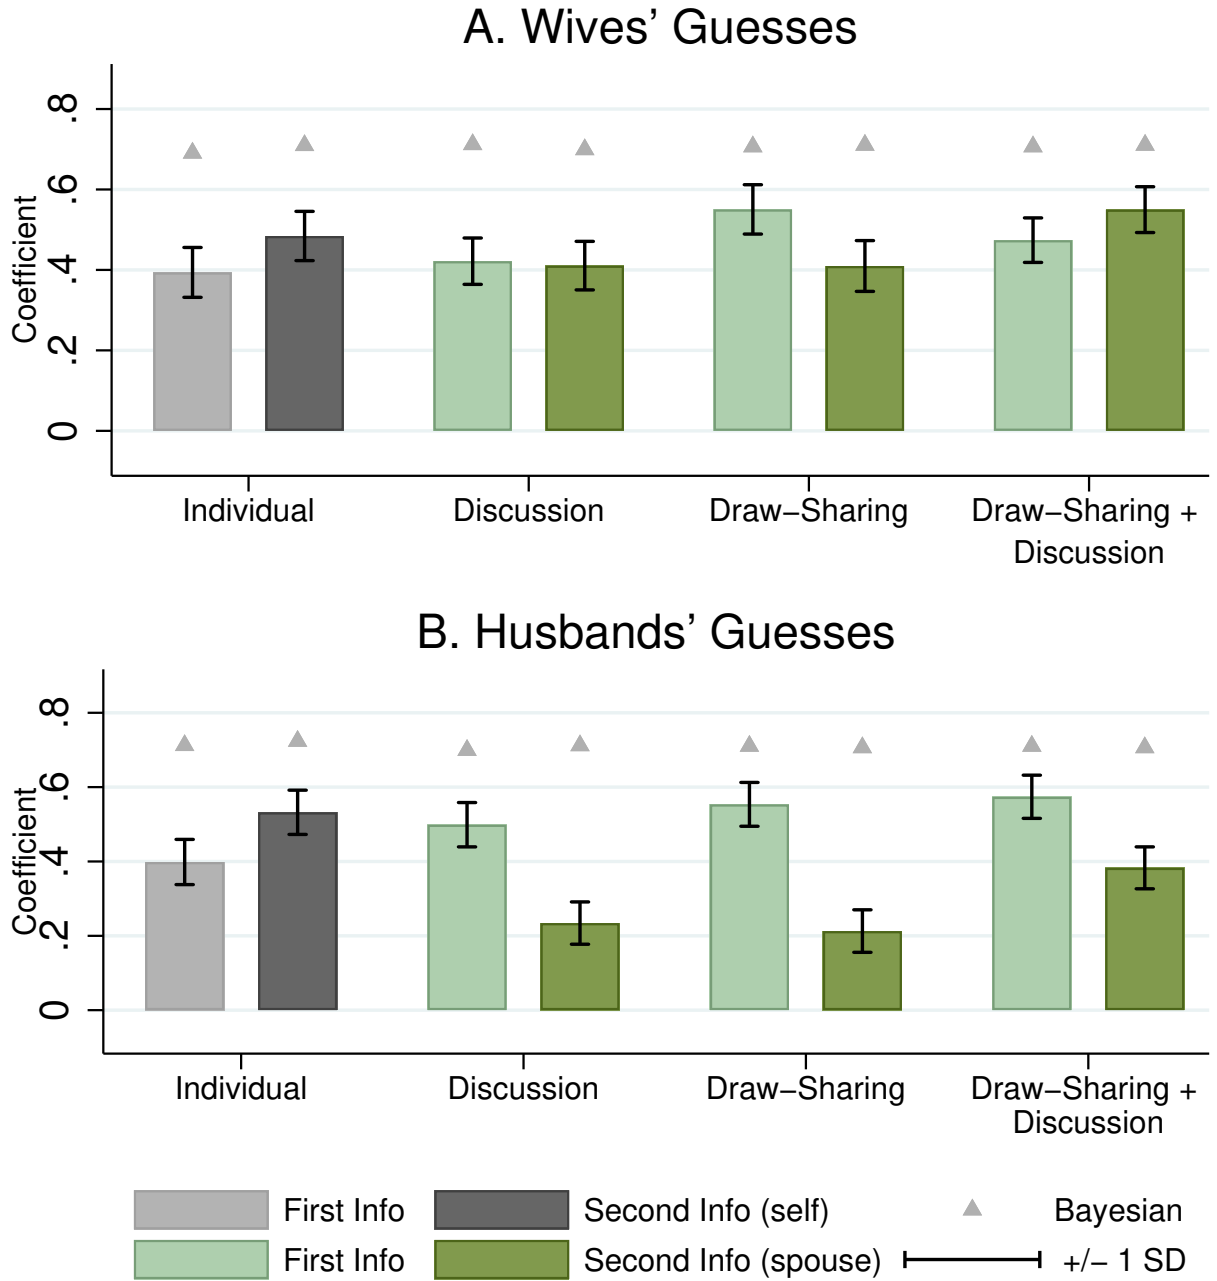 A. Wives’ Guesses
Coefficient
.8
.6
.4
.2
0
Individual
Discussion
Draw–Sharing
Draw–Sharing +
Discussion
B. Husbands’ Guesses
Coefficient
.8
.6
.4
.2
0
Individual
Discussion
Draw–Sharing
Draw–Sharing +
Discussion
First Info
Second Info (self)
Bayesian
First Info
Second Info (spouse)
+/– 1 SD